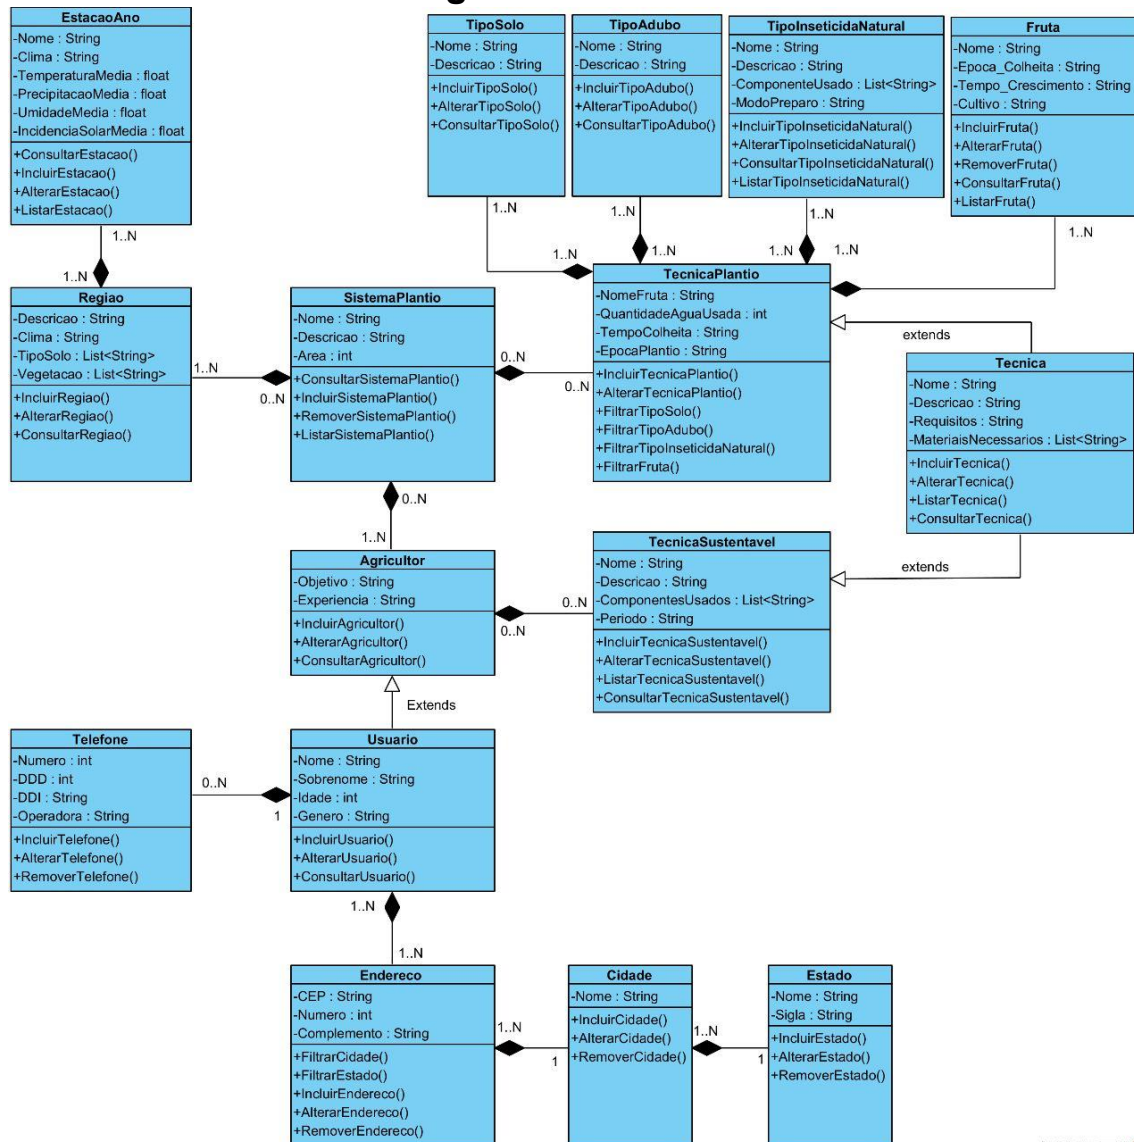 EstacaoAno
-Nome : String
-Clima : String
-TemperaturaMedia : float
-PrecipitacaoMedia : float
-UmidadeMedia : float
-IncidenciaSolarMedia : float
+ConsultarEstacao()
+IncluirEstacao()
+AlterarEstacao()
+ListarEstacao()
TipoSolo
-Nome : String
-Descricao : String
+IncluirTipoSolo()
+AlterarTipoSolo()
+ConsultarTipoSolo()
TipoAdubo
-Nome : String
-Descricao : String
+IncluirTipoAdubo()
+AlterarTipoAdubo()
+ConsultarTipoAdubo()
TipoInseticidaNatural
-Nome : String
-Descricao : String
-ComponenteUsado : List<String>
-ModoPreparo : String
+IncluirTipoInseticidaNatural()
+AlterarTipoInseticidaNatural()
+ConsultarTipoInseticidaNatural()
+ListarTipoInseticidaNatural()
Fruta
-Nome : String
-Epoca_Colheita : String
-Tempo_Crescimento : String
-Cultivo : String
+IncluirFruta()
+AlterarFruta()
+RemoverFruta()
+ConsultarFruta()
+ListarFruta()
1..N
1..N
1..N
1..N
1..N
1..N
1..N
1..N
1..N
1..N
Regiao
-Descricao : String
-Clima : String
-TipoSolo : List<String>
-Vegetacao : List<String>
+IncluirRegiao()
+AlterarRegiao()
+ConsultarRegiao()
1..N
0..N
SistemaPlantio
-Nome : String
-Descricao : String
-Area : int
+ConsultarSistemaPlantio()
+IncluirSistemaPlantio()
+RemoverSistemaPlantio()
+ListarSistemaPlantio()
0..N
0..N
TecnicaPlantio
-NomeFruta : String
-QuantidadeAguaUsada : int
-TempoColheita : String
-EpocaPlantio : String
+IncluirTecnicaPlantio()
+AlterarTecnicaPlantio()
+FiltrarTipoSolo()
+FiltrarTipoAdubo()
+FiltrarTipoInseticidaNatural()
+FiltrarFruta()
extends
Tecnica
-Nome : String
-Descricao : String
-Requisitos : String
-MateriaisNecessarios : List<String>
+IncluirTecnica()
+AlterarTecnica()
+ListarTecnica()
+ConsultarTecnica()
0..N
1..N
Agricultor
-Objetivo : String
-Experiencia : String
+IncluirAgricultor()
+AlterarAgricultor()
+ConsultarAgricultor()
0..N
0..N
TecnicaSustentavel
-Nome : String
-Descricao : String
-ComponentesUsados : List<String>
-Periodo : String
+IncluirTecnicaSustentavel()
+AlterarTecnicaSustentavel()
+ListarTecnicaSustentavel()
+ConsultarTecnicaSustentavel()
extends
Extends
Telefone
-Numero : int
-DDD : int
-DDI : String
-Operadora : String
+IncluirTelefone()
+AlterarTelefone()
+RemoverTelefone()
0..N
1
Usuario
-Nome : String
-Sobrenome : String
-Idade : int
-Genero : String
+IncluirUsuario()
+AlterarUsuario()
+ConsultarUsuario()
1..N
1..N
Endereco
-CEP : String
-Numero : int
-Complemento : String
+FiltrarCidade()
+FiltrarEstado()
+IncluirEndereco()
+AlterarEndereco()
+RemoverEndereco()
1..N
1
Cidade
-Nome : String
+IncluirCidade()
+AlterarCidade()
+RemoverCidade()
1..N
1
Estado
-Nome : String
-Sigla : String
+IncluirEstado()
+AlterarEstado()
+RemoverEstado()